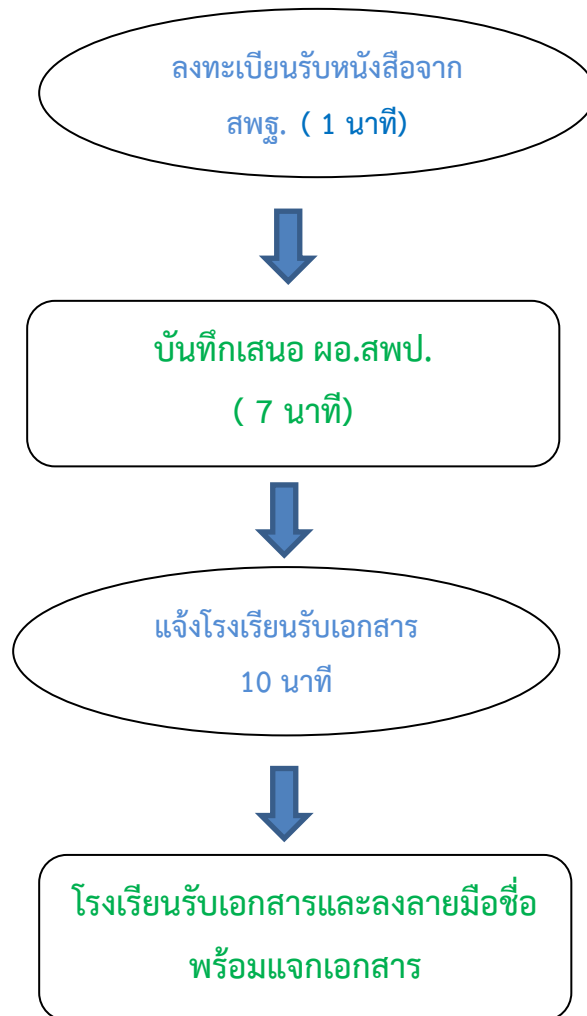 ลงทะเบียนรับหนังสือจาก
สพฐ. ( 1 นาที)
บันทึกเสนอ ผอ.สพป.
( 7 นาที)
แจ้งโรงเรียนรับเอกสาร
10 นาที
โรงเรียนรับเอกสารและลงลายมือชื่อ
พร้อมแจกเอกสาร